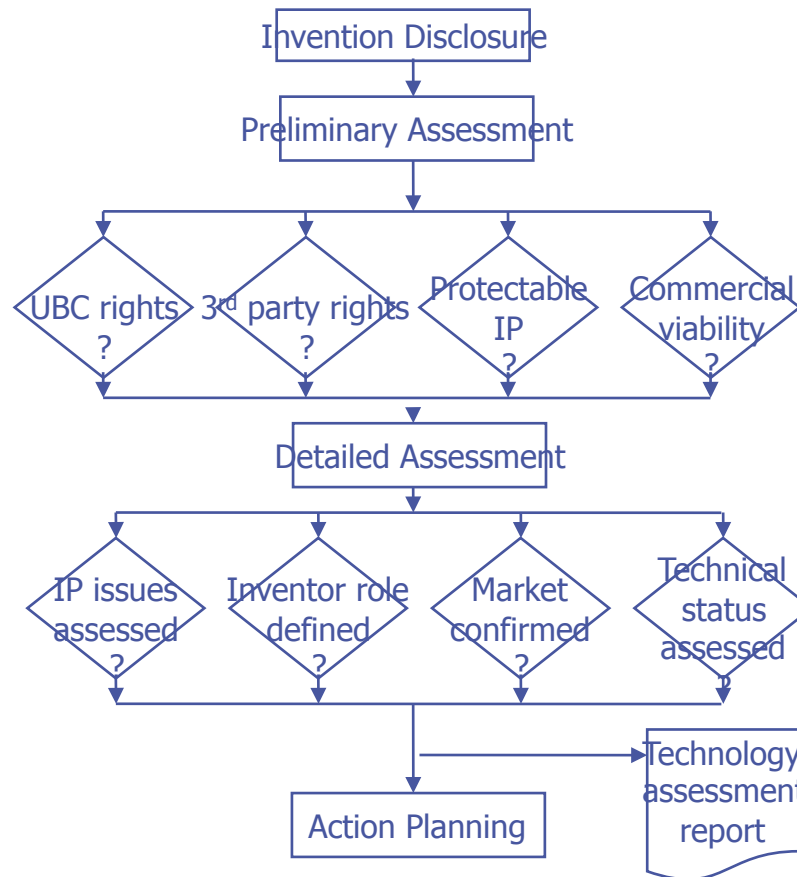 Invention Disclosure
Preliminary Assessment
UBC rights
?
3rd party rights
?
Protectable
IP
?
Commercial
viability
?
Detailed Assessment
IP issues
assessed
?
Inventor role
defined
?
Market
confirmed
?
Technical
status
assessed
?
Technology
assessment
report
Action Planning